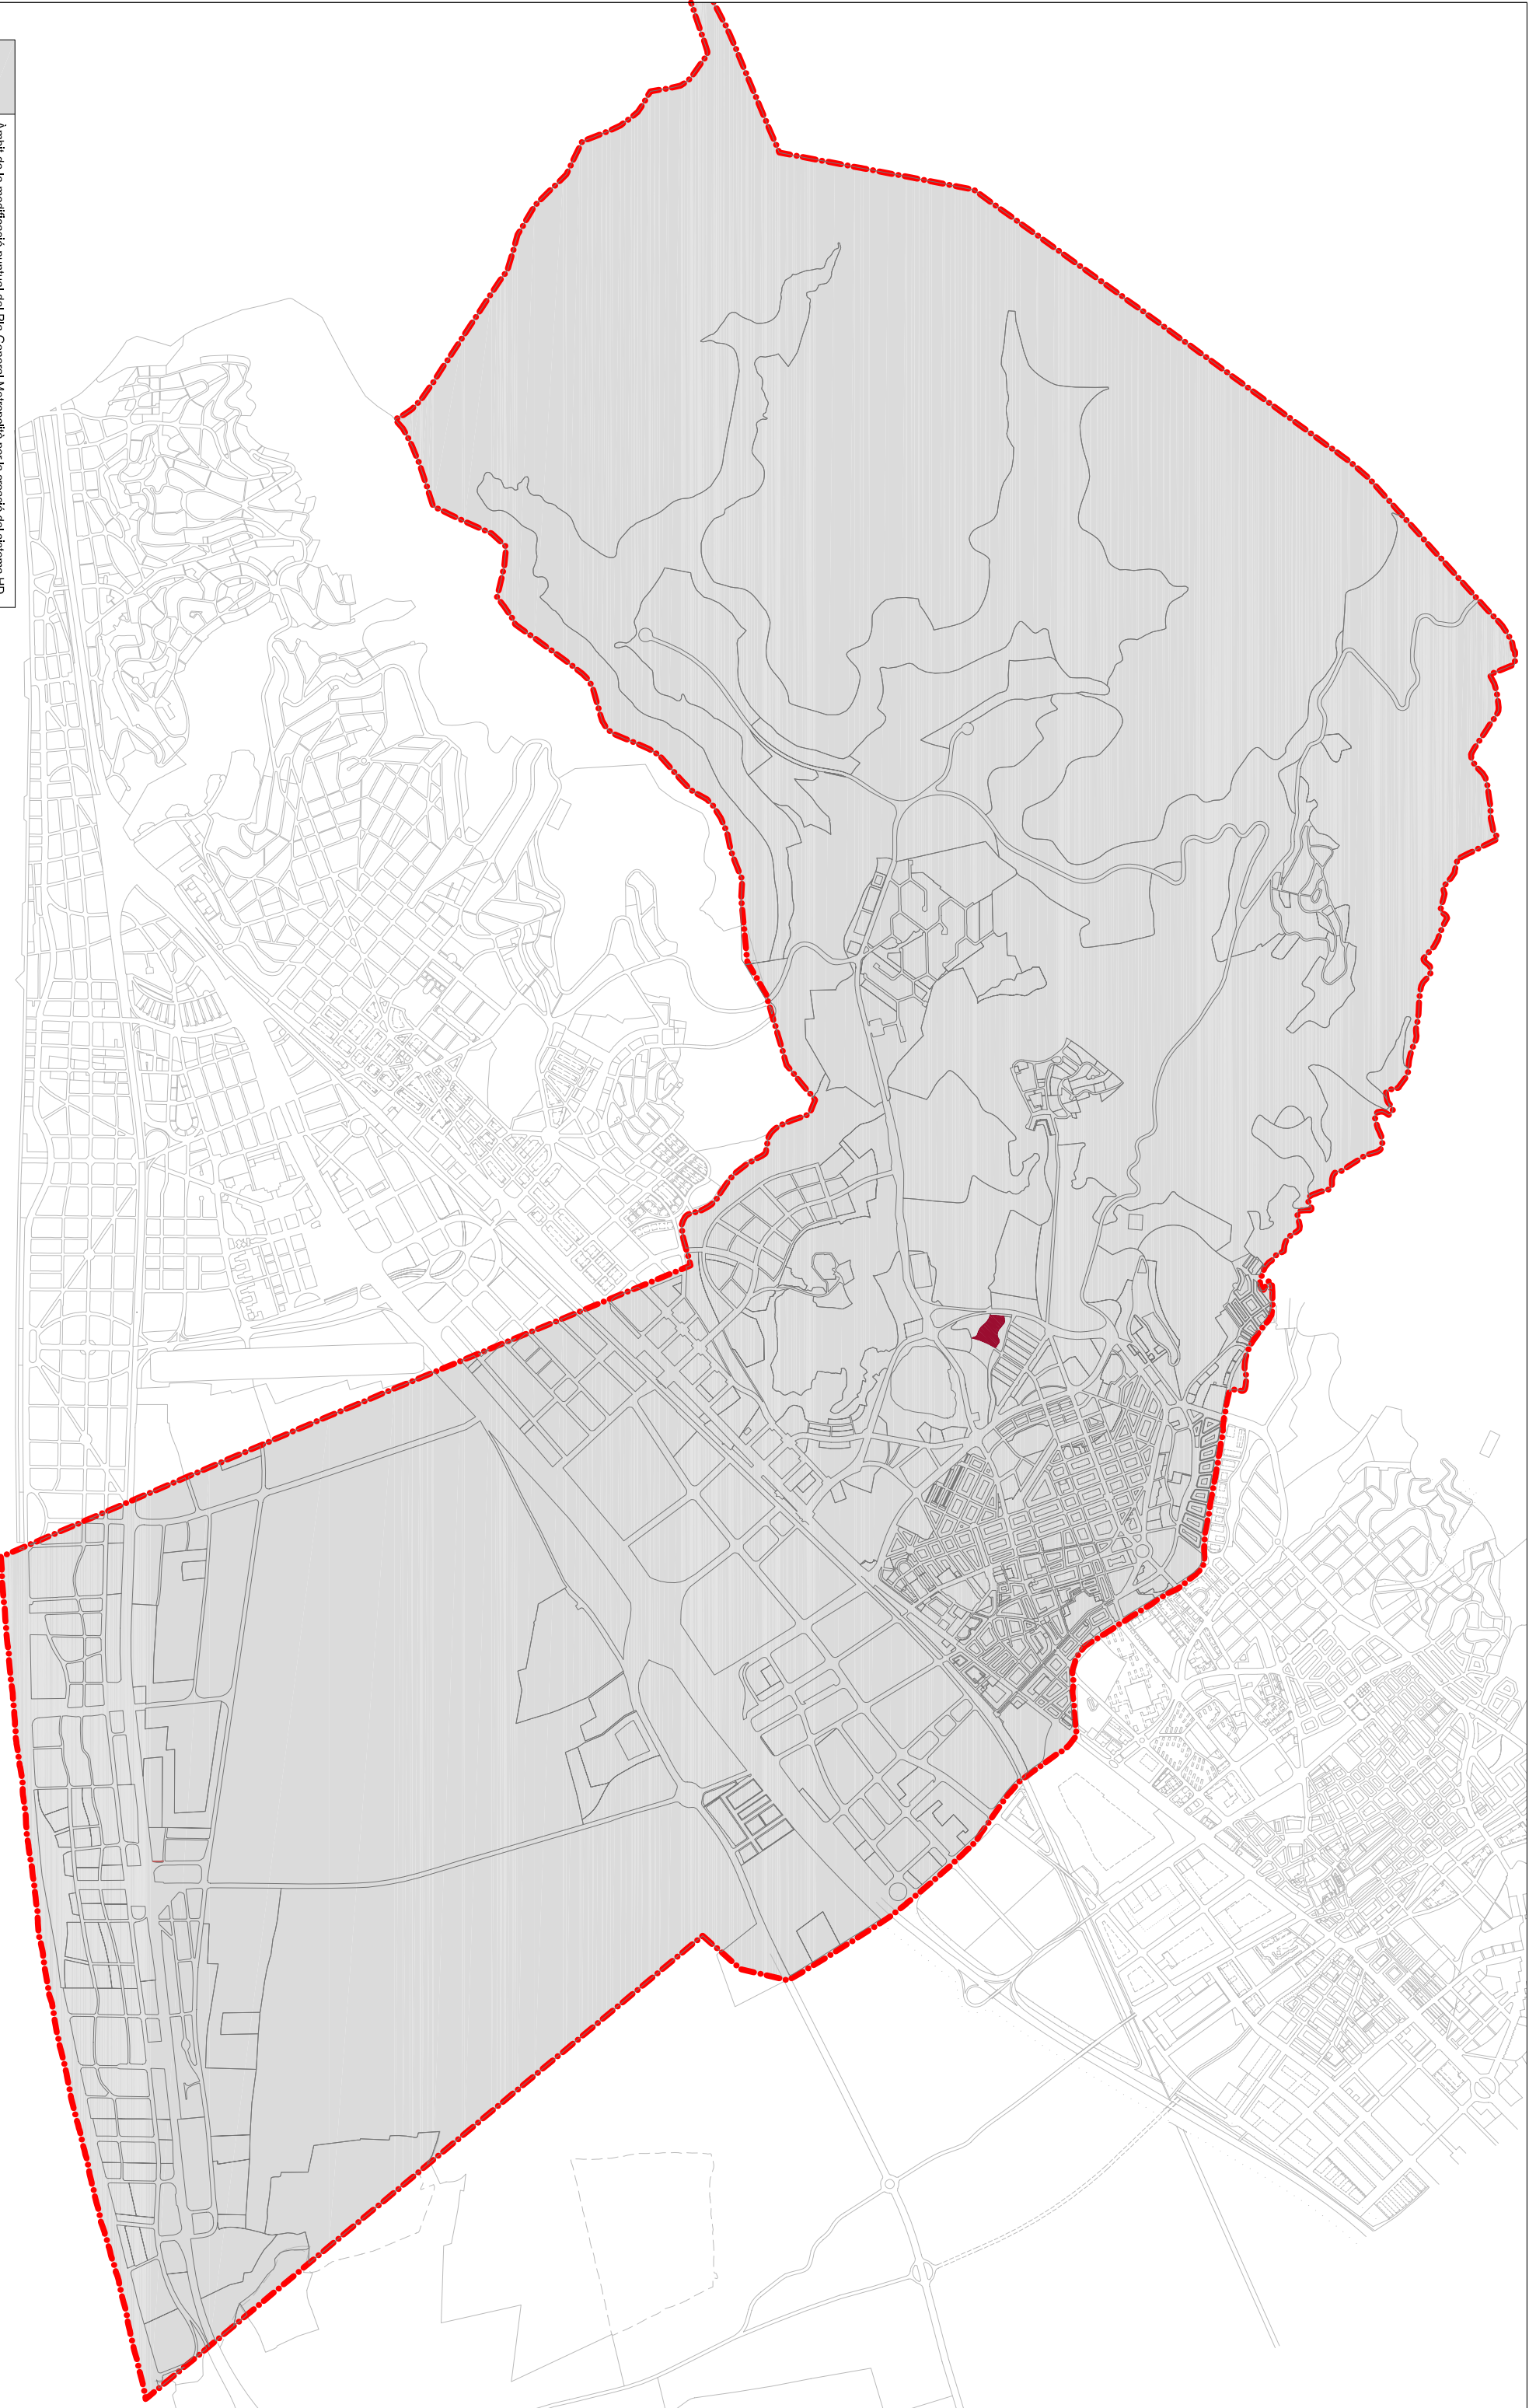 Àmbit de la modificació puntual del Pla General Metropolità per la creació del sistema HD